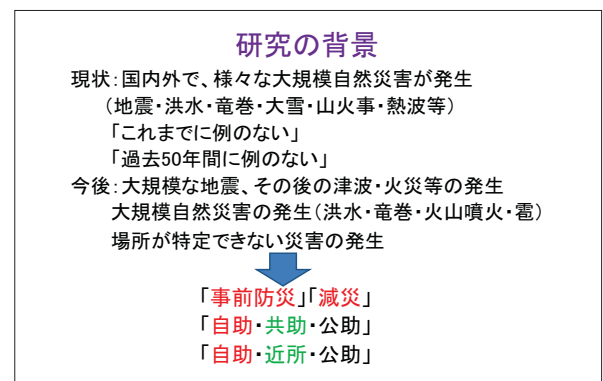 研究の背景
現状：国内外で、様々な大規模自然災害が発生
（地震・洪水・竜巻・大雪・山火事・熱波等）
「これまでに例のない」
「過去50年間に例のない」
今後：大規模な地震、その後の津波・火災等の発生
大規模自然災害の発生（洪水・竜巻・火山噴火・雹）
場所が特定できない災害の発生
「事前防災」「減災」
「自助・共助・公助」
「自助・近所・公助」